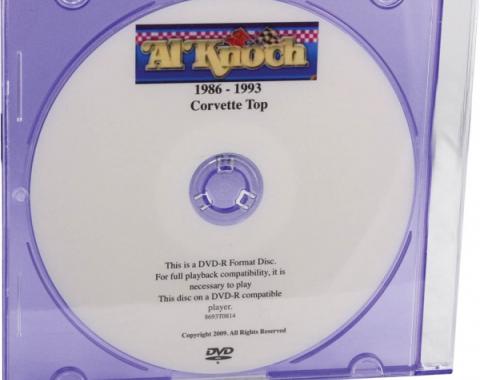 Al Knoch
1986 - 1993
Corvette Top
This is a DVD-R Format Disc.
For full playback compatibility, it is
necessary to play
This disc on a DVD-R compatible
player.
8693T0814
Copyright 2009. All Rights Reserved
DVD